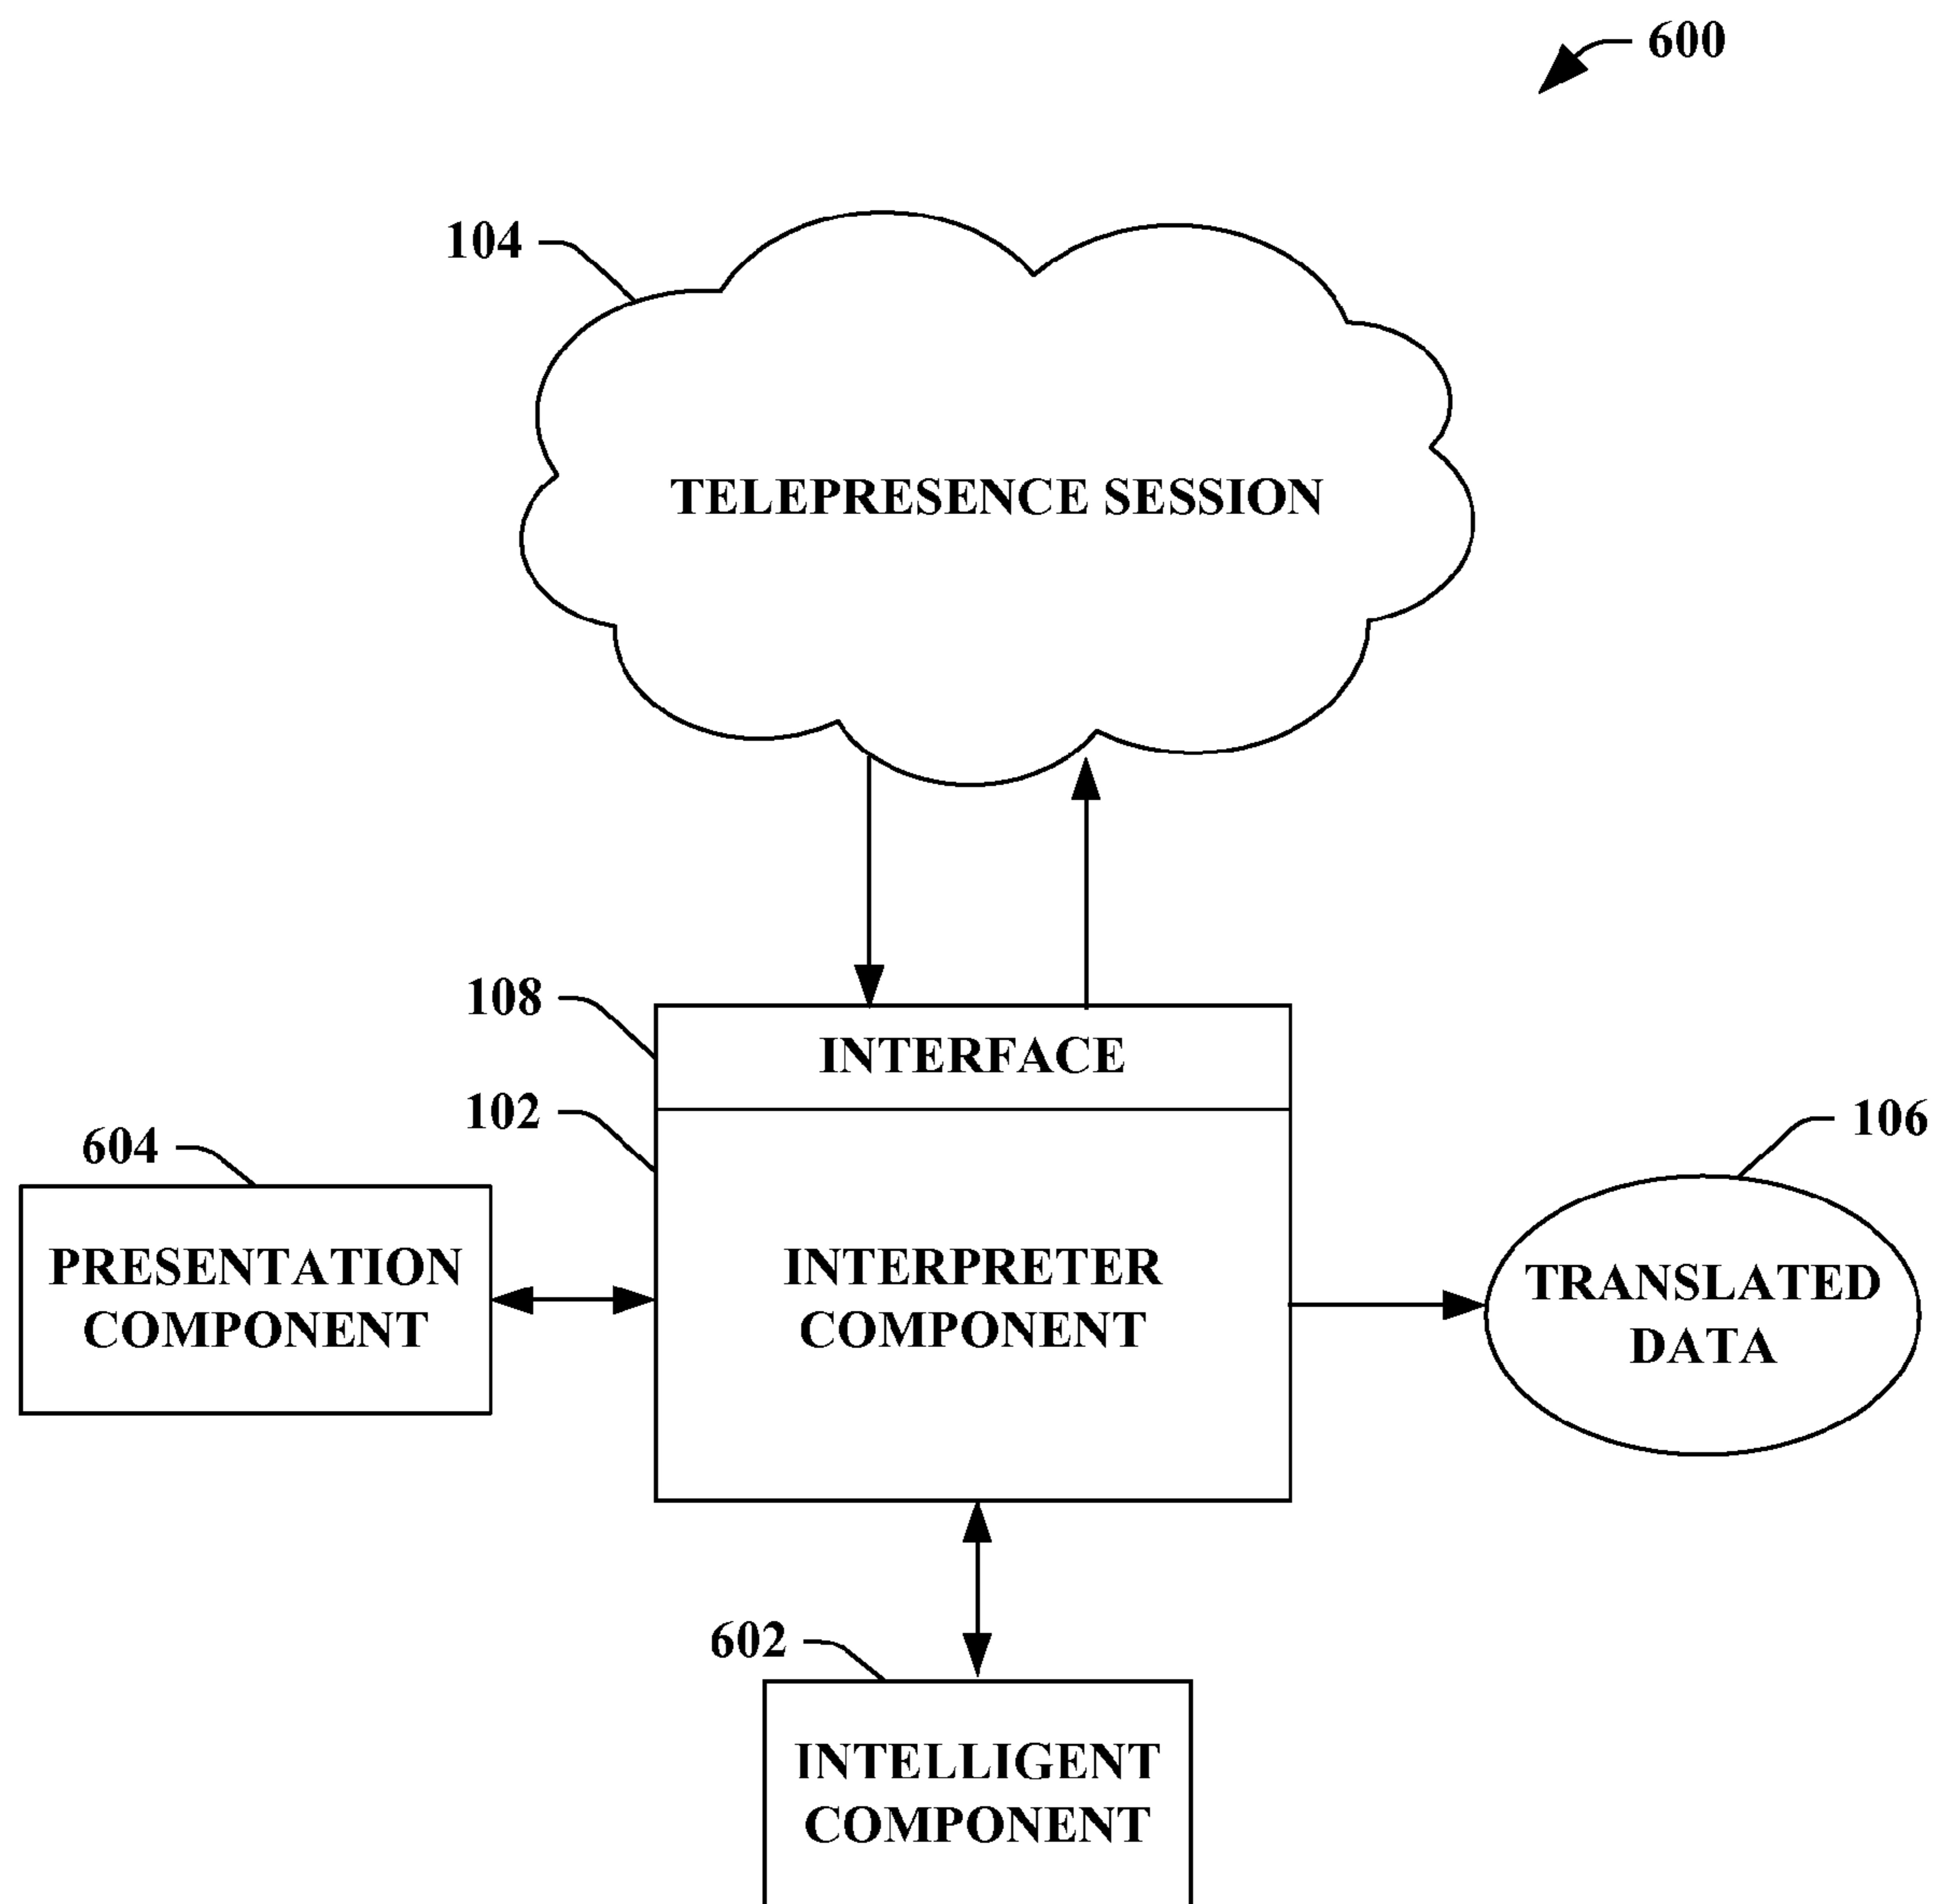 600
104
TELEPRESENCE SESSION
108
INTERFACE
102
106
604
PRESENTATION
COMPONENT
INTERPRETER
COMPONENT
TRANSLATED
DATA
602
INTELLIGENT
COMPONENT